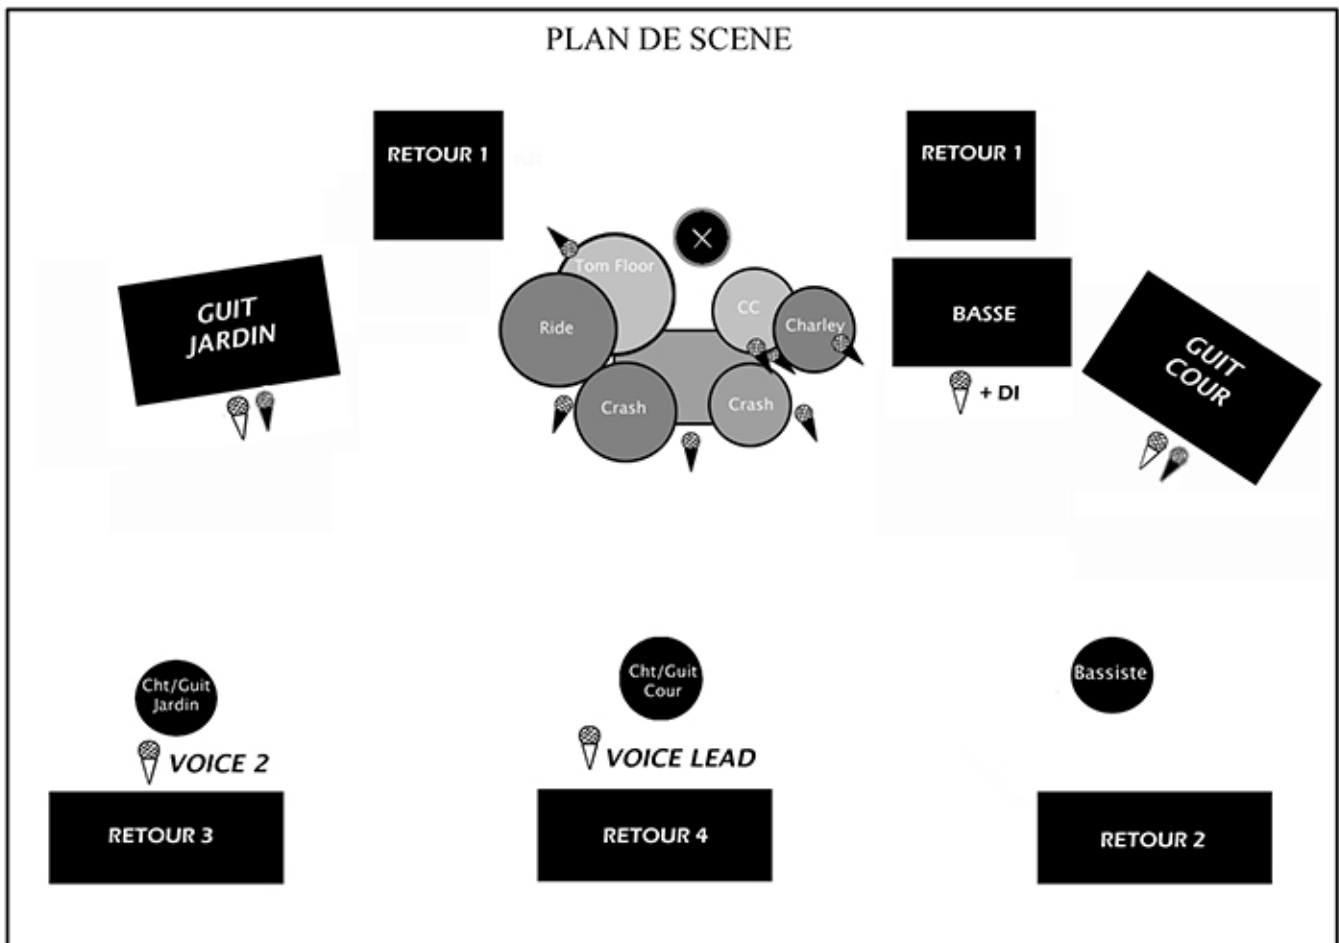 PLAN DE SCENE
RETOUR 1
RETOUR 1
GUIT
JARDIN
Tom Floor
Ride
CC
Charley
Crash
Crash
BASSE
+ DI
GUIT
COUR
Cht/Guit
Jardin
VOICE 2
RETOUR 3
Cht/Guit
Cour
VOICE LEAD
RETOUR 4
Bassiste
RETOUR 2